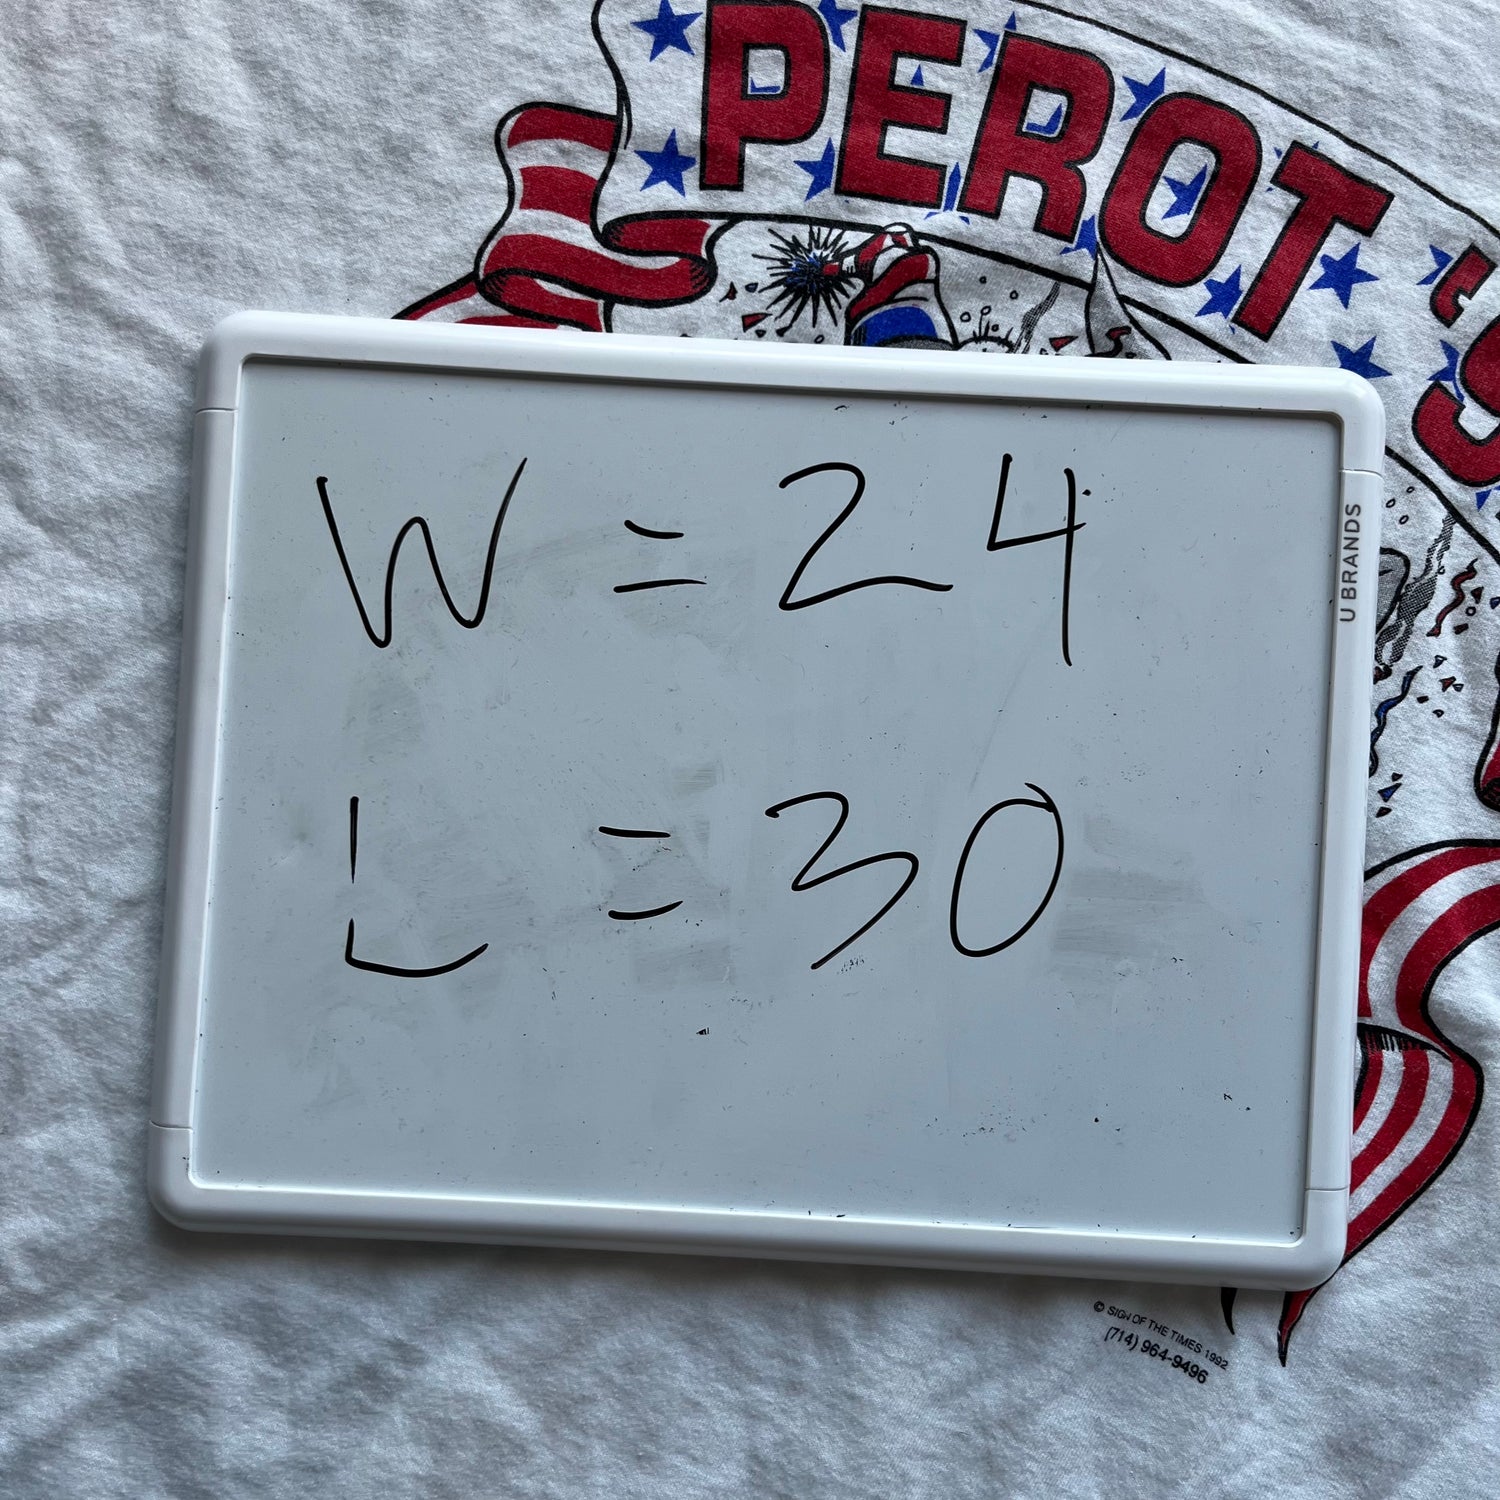 PEROT'S
U BRANDS
W = 24
L = 30
© SIGN OF THE TIMES 1992
(714) 964-9496